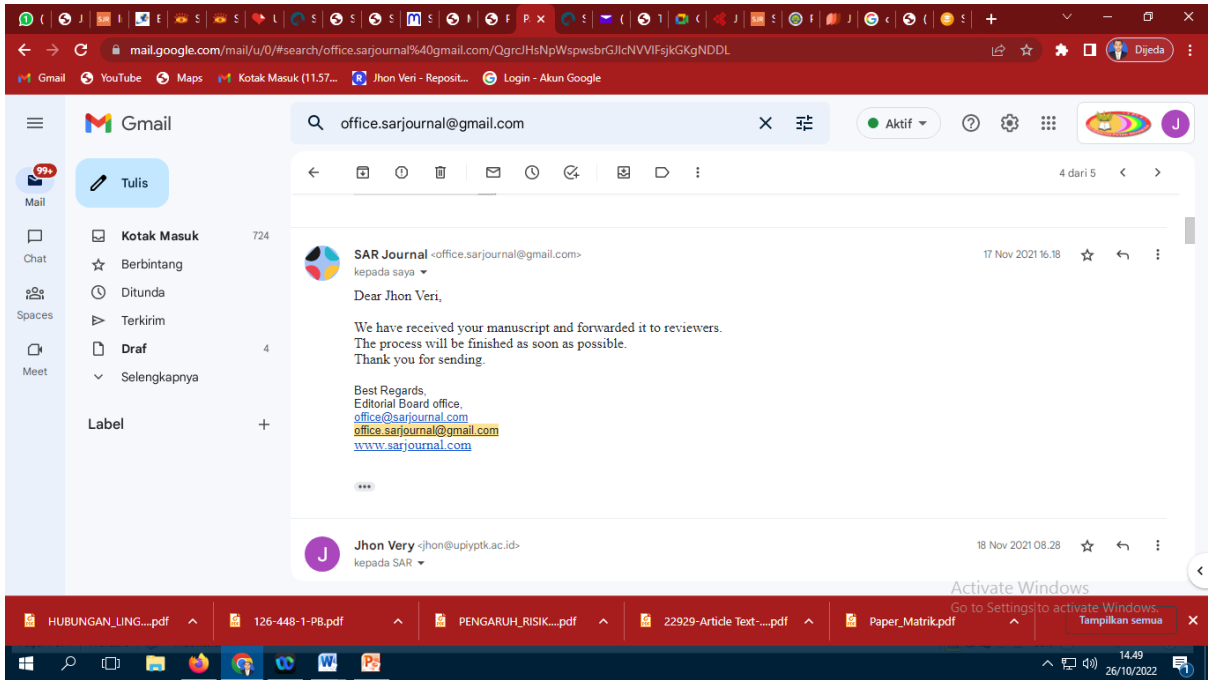 mail.google.com/mail/u/0/#search/office.sarjournal%40gmail.com/QgrcJHsNpWspwsbrGJlcNVVlFsjkGKgNDDL
Dijeda
Gmail YouTube Maps Kotak Masuk (11.57... Jhon Veri - Reposit... Login - Akun Google
Gmail
office.sarjournal@gmail.com
Aktif
J
99+
Mail
Chat
Spaces
Meet
Tulis
Kotak Masuk 724
Berbintang
Ditunda
Terkirim
Draf 4
Selengkapnya
Label
4 dari 5
SAR Journal <office.sarjournal@gmail.com>
17 Nov 2021 16.18
kepada saya
Dear Jhon Veri,
We have received your manuscript and forwarded it to reviewers.
The process will be finished as soon as possible.
Thank you for sending.
Best Regards,
Editorial Board office,
office@sarjournal.com
office.sarjournal@gmail.com
www.sarjournal.com
J
Jhon Very <jhon@upiyptk.ac.id>
18 Nov 2021 08.28
kepada SAR
Activate Windows
Go to Settings to activate Windows.
HUBUNGAN_LING....pdf 126-448-1-PB.pdf PENGARUH_RISIK....pdf 22929-Article Text-....pdf Paper_Matrik.pdf Tampilkan semua
14.49
26/10/2022